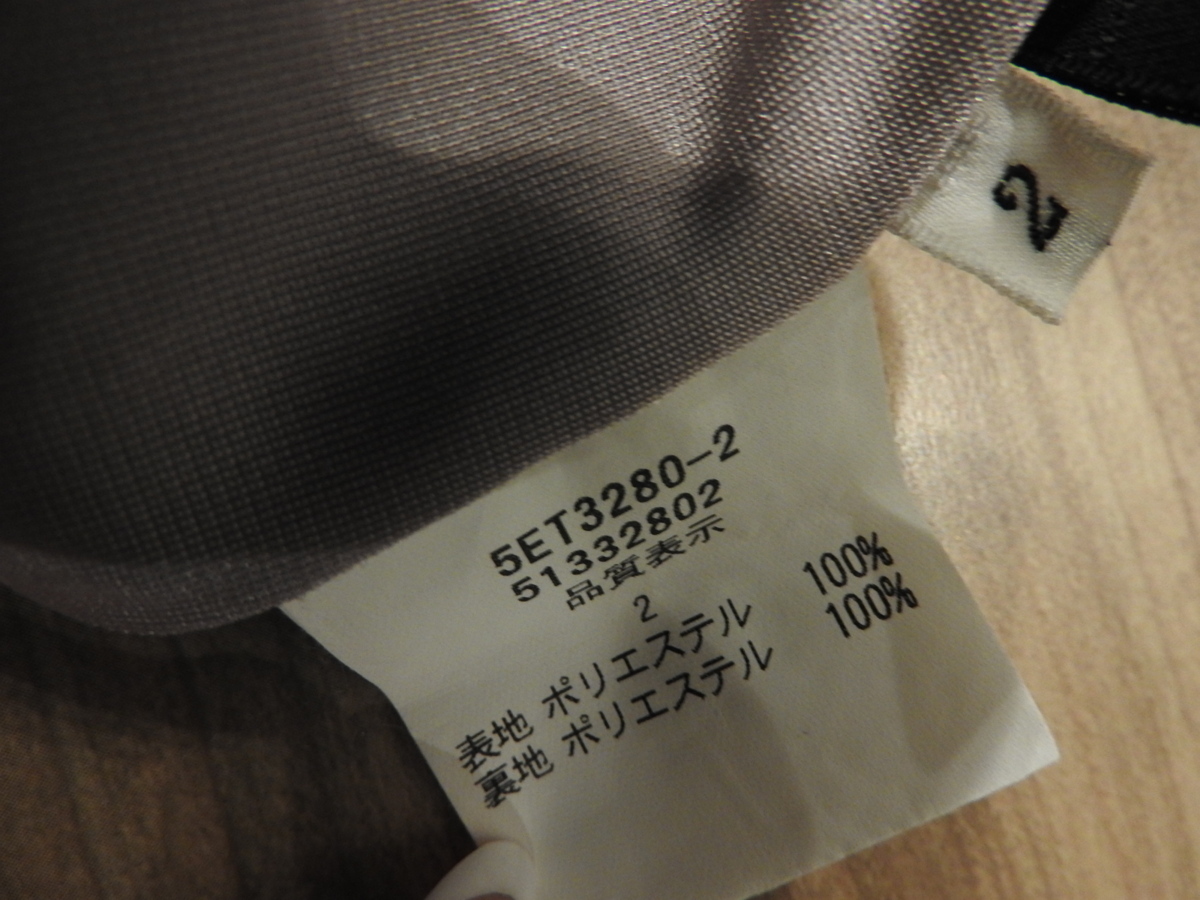 2
5ET3280-2
51332802
品質表示
2
表地 ポリエステル 100%
裏地 ポリエステル 100%